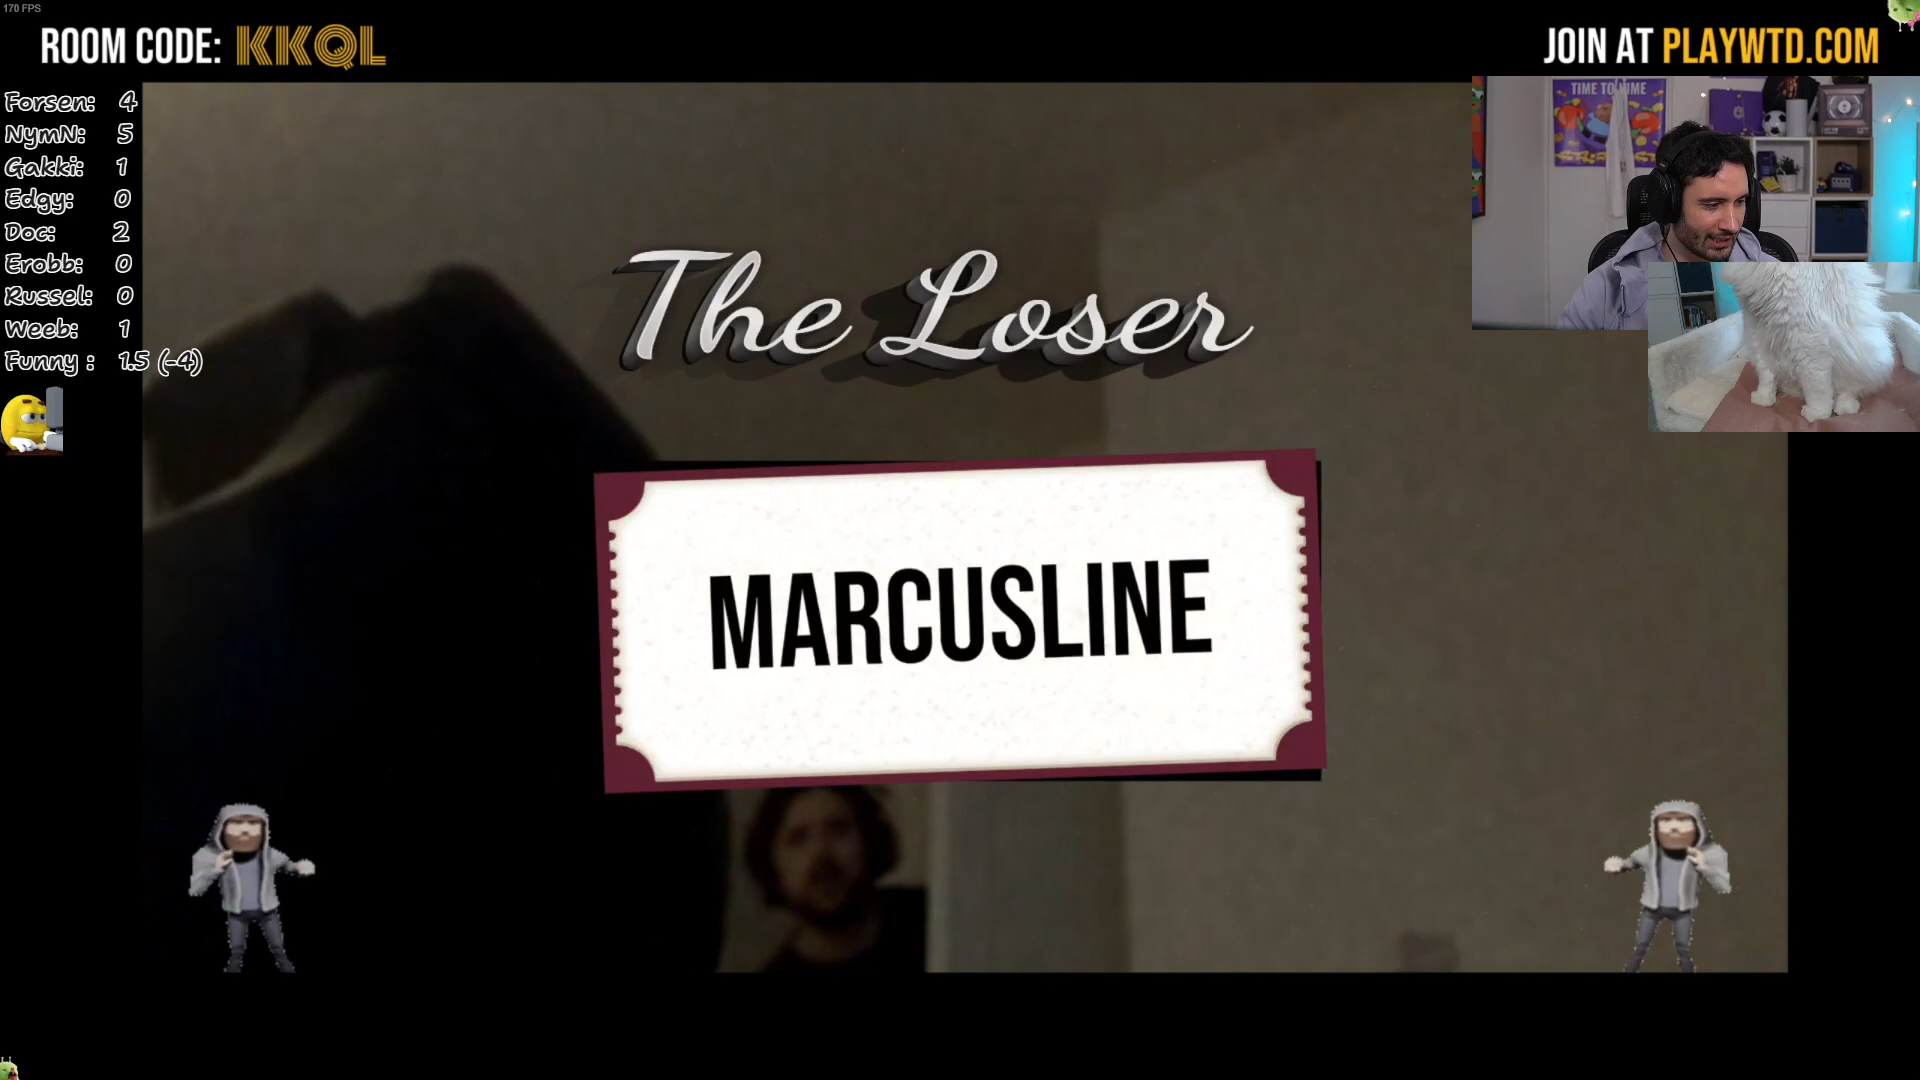 170 FPS
ROOM CODE: KKQL
JOIN AT PLAYWTD.COM
Forsen: 4
NymN: 5
Gakki: 1
Edgy: 0
Doc: 2
Erobb: 0
Russel: 0
Weeb: 1
Funny : 1.5 (-4)
The Loser
MARCUSLINE